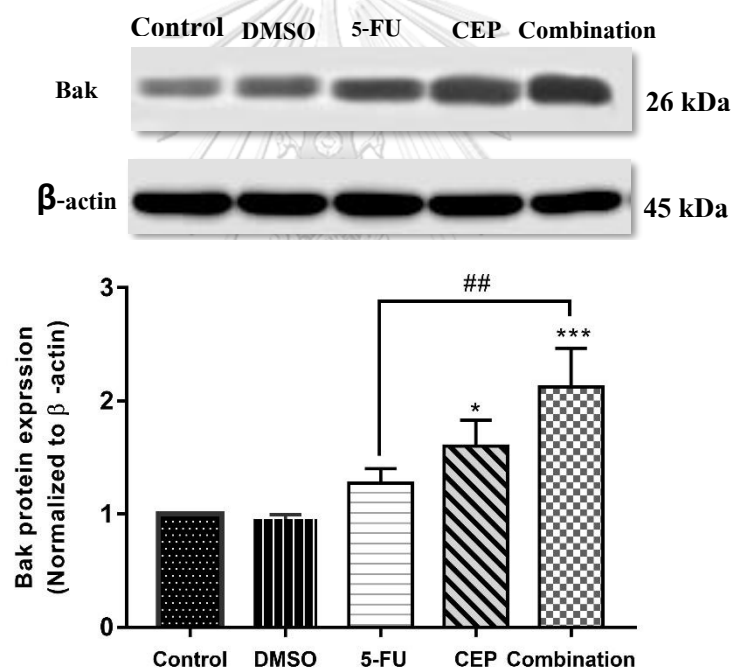 Control DMSO 5-FU CEP Combination
Bak 26 kDa
β-actin 45 kDa
##
***
*
3
2
1
0
Bak protein exprssion
(Normalized to β -actin)
Control DMSO 5-FU CEP Combination